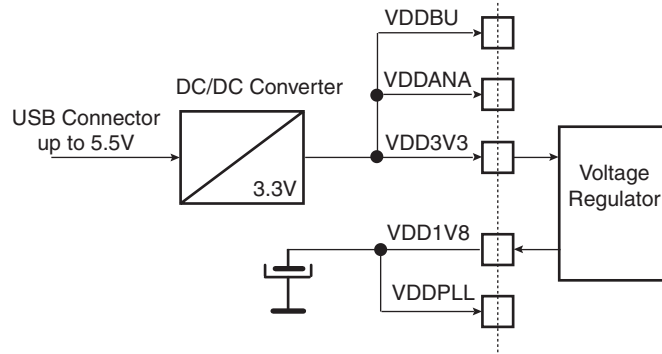 VDDBU
DC/DC Converter
VDDANA
USB Connector
up to 5.5V
VDD3V3
3.3V
Voltage
Regulator
VDD1V8
VDDPLL